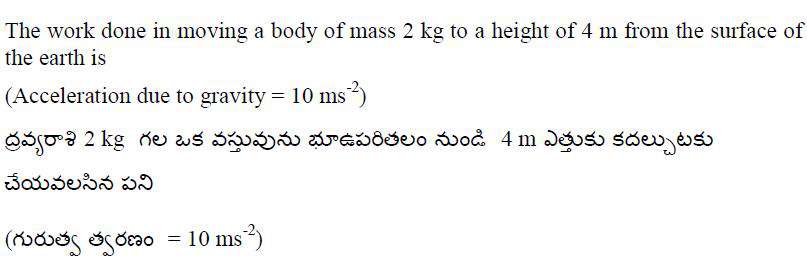 The work done in moving a body of mass 2 kg to a height of 4 m from the surface of
the earth is
(Acceleration due to gravity = 10 ms⁻²)
ద్రవ్యరాశి 2 kg గల ఒక వస్తువును భూఉపరితలం నుండి 4 m ఎత్తుకు కదల్చుటకు
చేయవలసిన పని
(గురుత్వ త్వరణం = 10 ms⁻²)